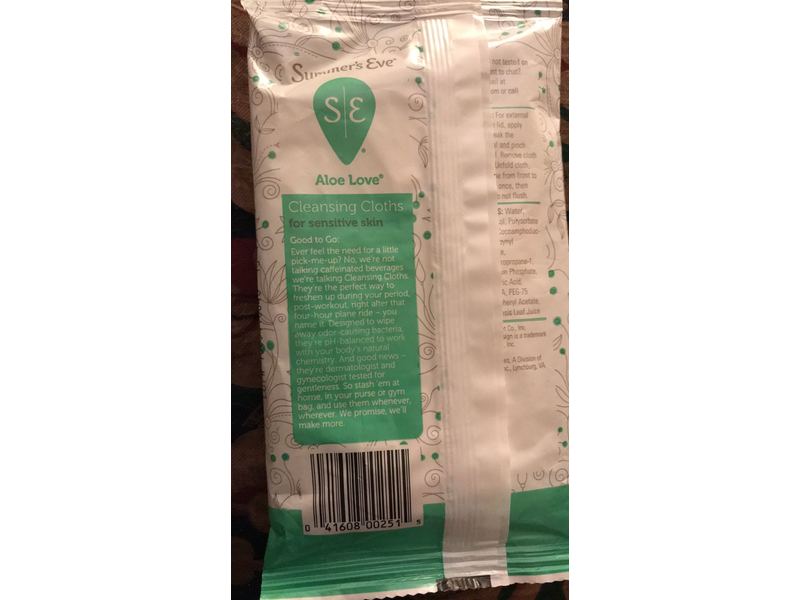 Summer's Eve®
S|E
Aloe Love®
Cleansing Cloths
for sensitive skin
Good to Go:
Ever feel the need for a little
pick-me-up? No, we're not
talking caffeinated beverages
we're talking Cleansing Cloths.
They're the perfect way to
freshen up during your period,
post-workout, right after that
four-hour plane ride – you
name it. Designed to wipe
away odor-causing bacteria,
they're pH-balanced to work
with your body's natural
chemistry. And good news –
they're dermatologist and
gynecologist tested for
gentleness. So stash 'em at
home, in your purse or gym
bag, and use them whenever,
wherever. We promise, we'll
make more.
0 41608 00251 5
not tested on
nt to chat?
ail at
om or call
For external
lid, apply
eak the
and pinch
Remove cloth
Unfold cloth,
e from front to
once, then
o not flush.
S: Water,
Polysorbate
Cocoamphodiac-
ropropane-1,
m Phosphate,
ic Acid,
A, PEG-75
henyl Acetate,
Leaf Juice
t Co., Inc.
sign is a trademark
Inc.
es, A Division of
nc., Lynchburg, VA